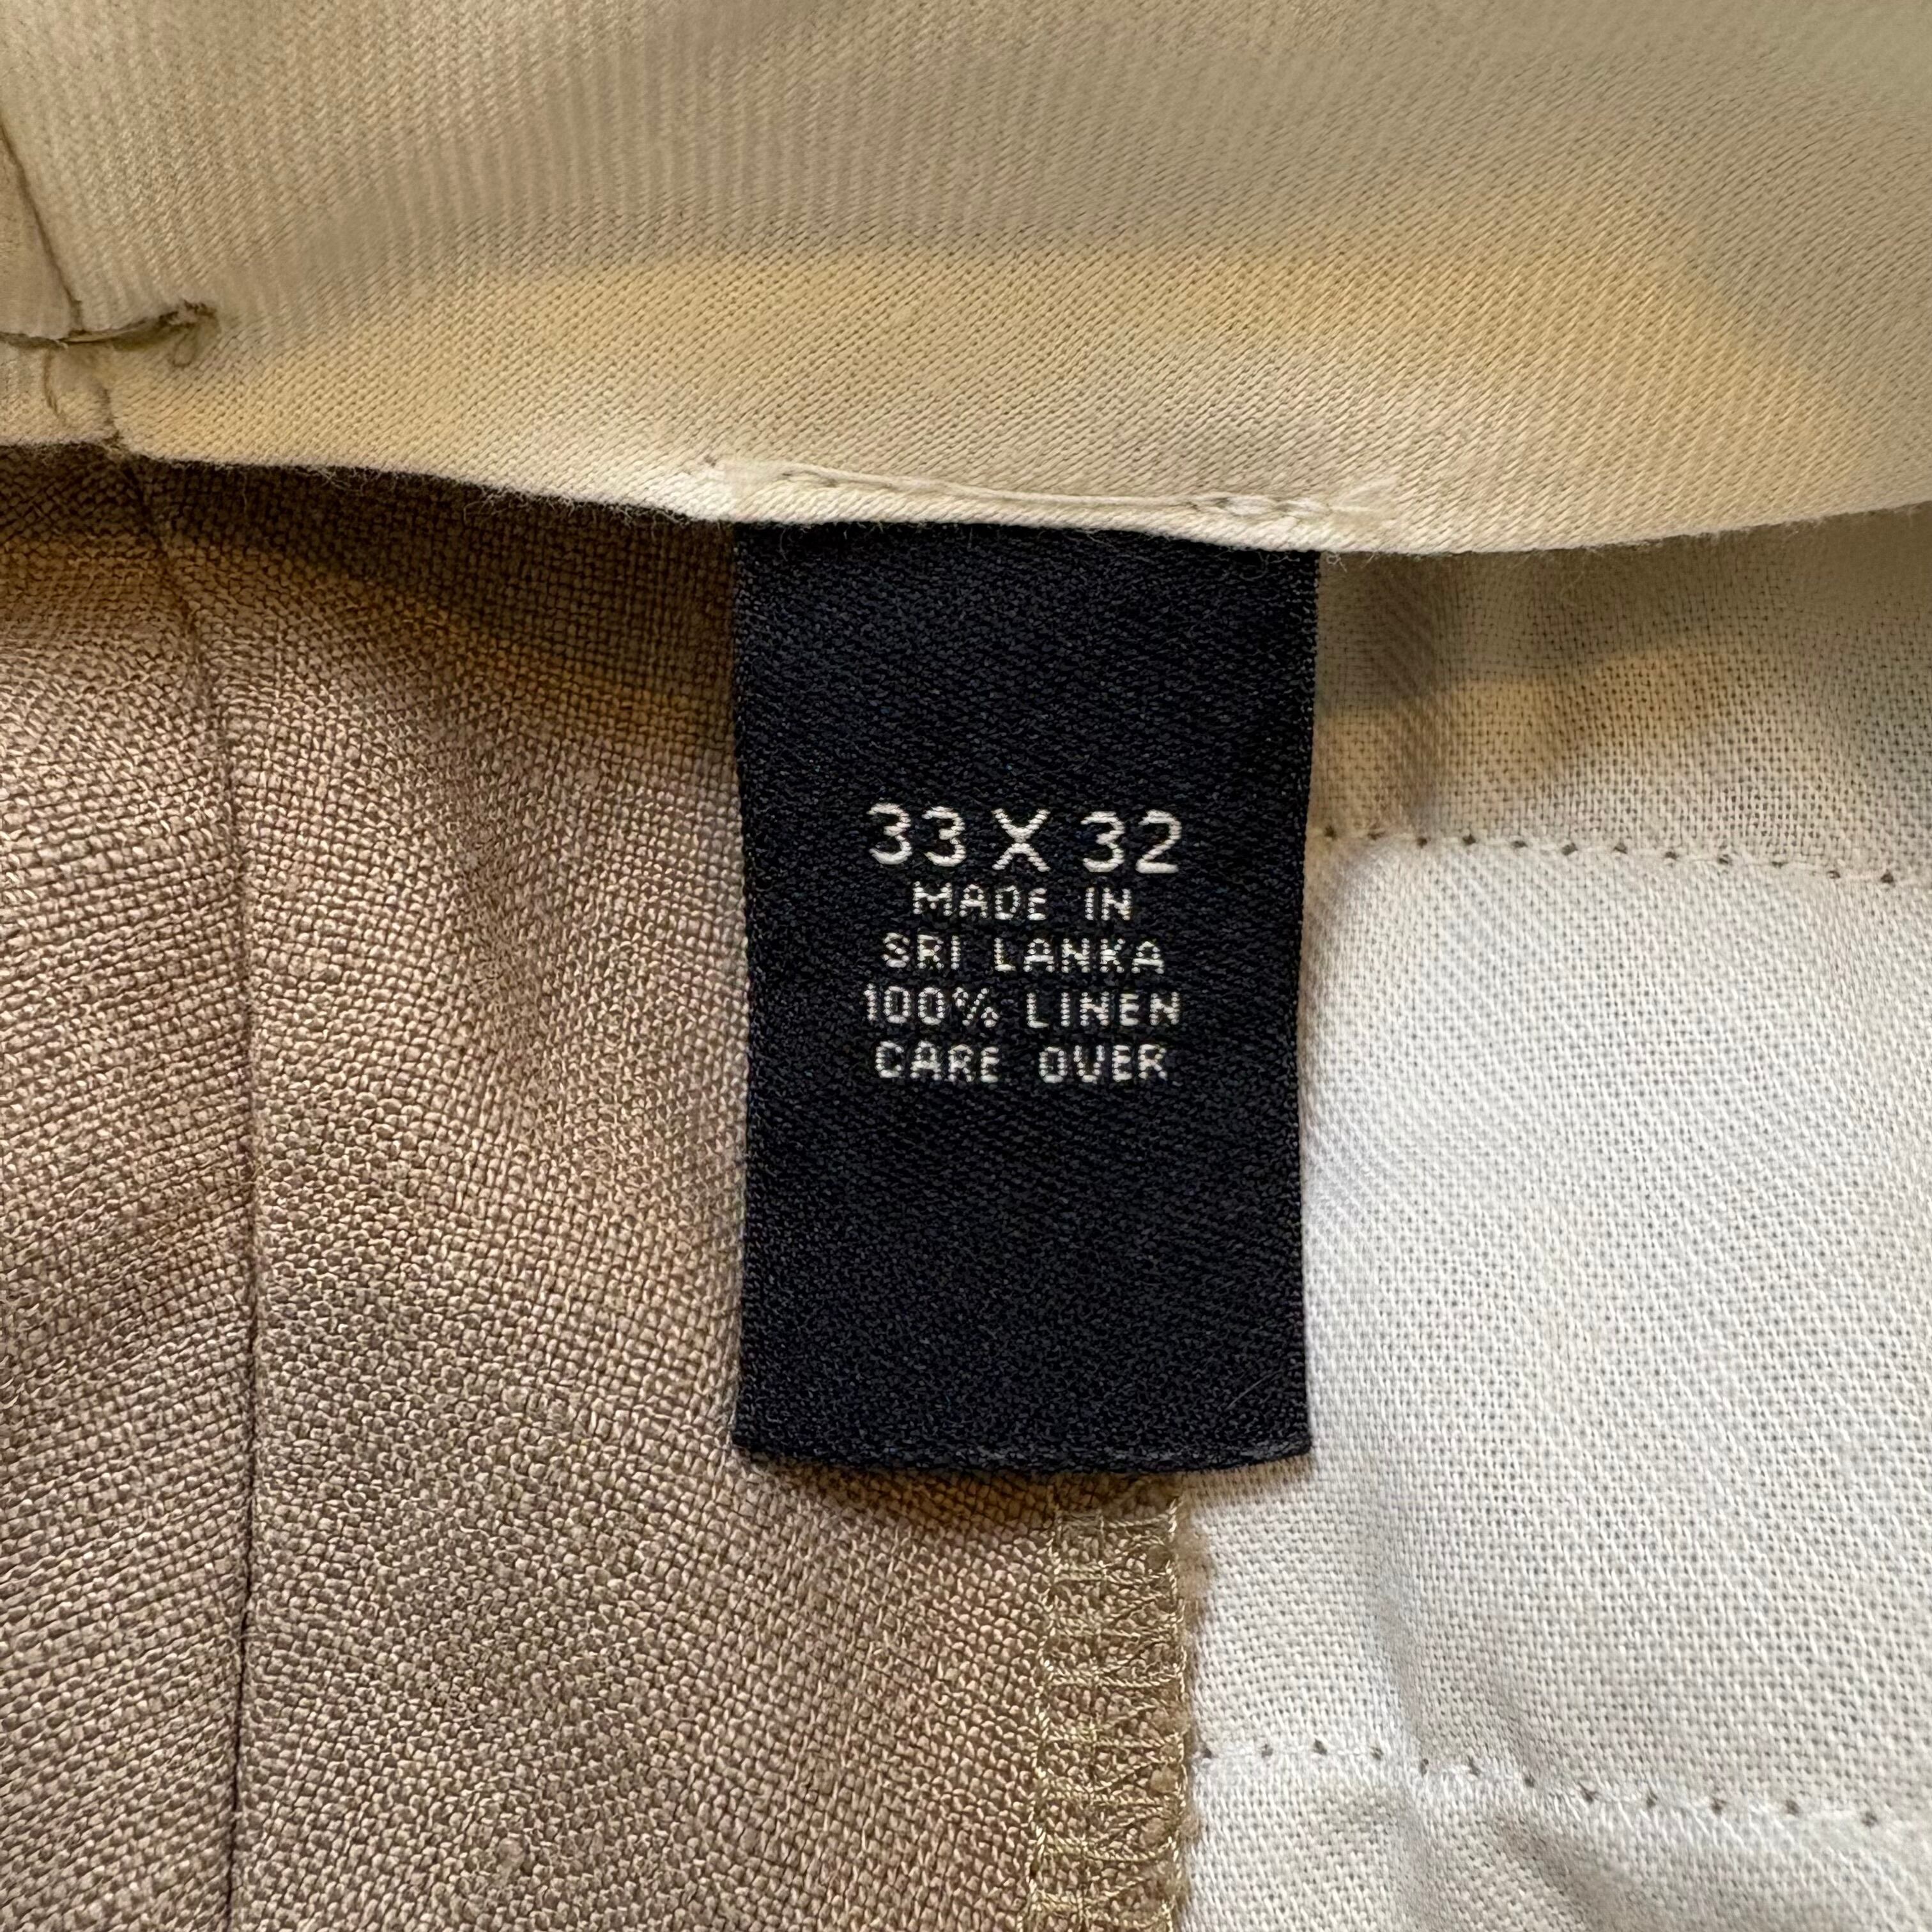 33 X 32
MADE IN
SRI LANKA
100% LINEN
CARE OVER